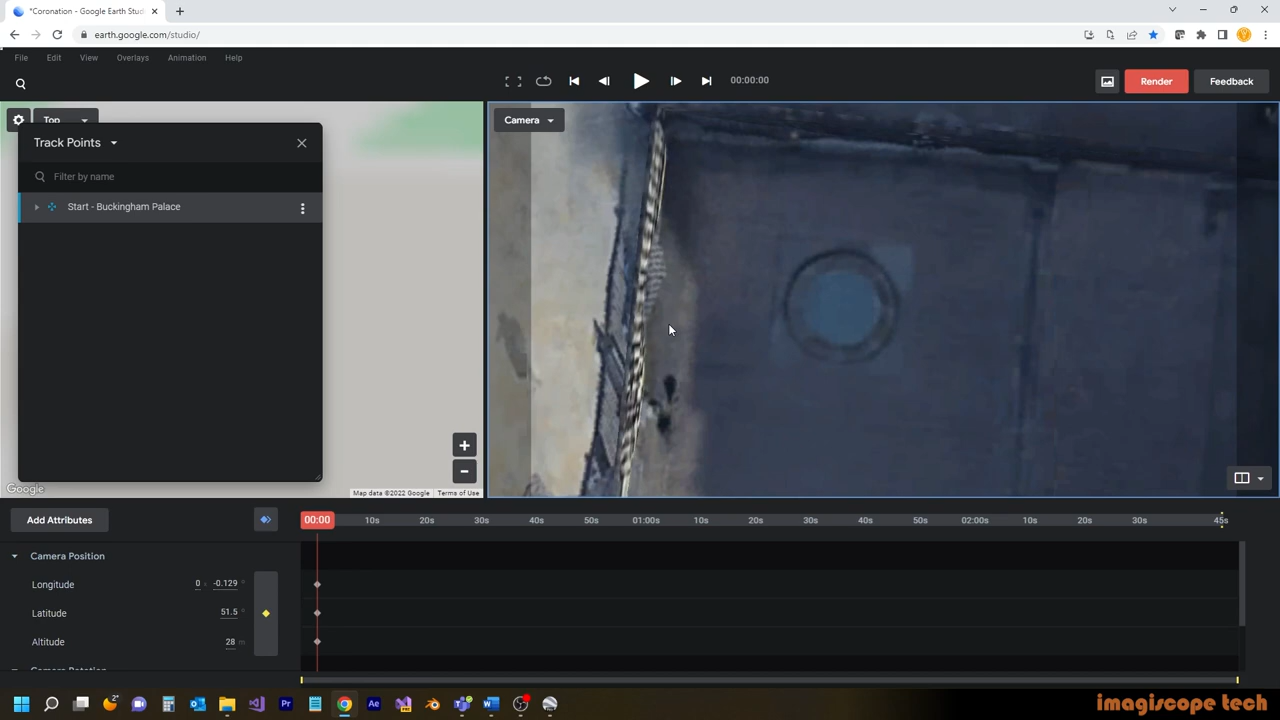 *Coronation - Google Earth Stud
earth.google.com/studio/
File Edit View Overlays Animation Help
00:00:00
Render
Feedback
Top
Camera
Track Points
Filter by name
Start - Buckingham Palace
Google
Map data ©2022 Google
Terms of Use
Add Attributes
00:00 10s 20s 30s 40s 50s 01:00s 10s 20s 30s 40s 50s 02:00s 10s 20s 30s 45s
Camera Position
Longitude 0 x -0.129 °
Latitude 51.5 °
Altitude 28 m
Camera Rotation
imagiscope tech